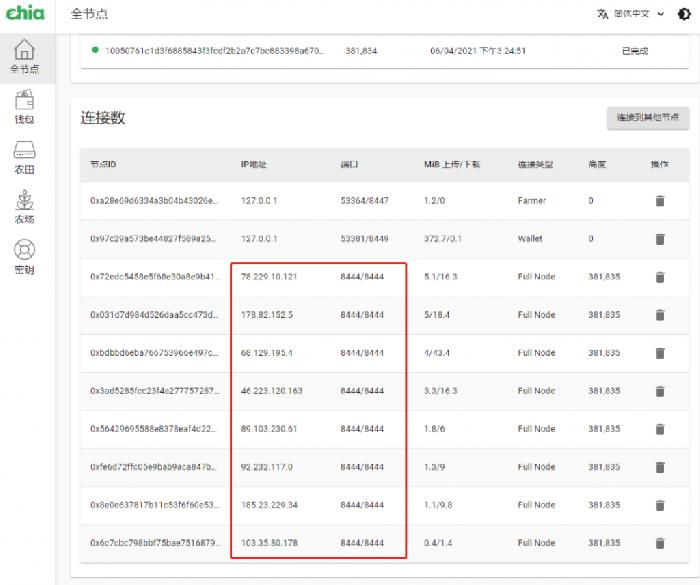 chia
全节点
简体中文
全节点
钱包
农田
农场
密钥
381,834 06/04/2021 下午3:24:51 已完成
连接数
连接到其他节点
节点ID IP地址 端口 MiB 上传/下载 连接类型 高度 操作
0xa28e69d6334a3b04b43026e... 127.0.0.1 53364/8447 1.2/0 Farmer 0
0x97c29a573be44827f589a25... 127.0.0.1 53381/8449 372.7/0.1 Wallet 0
0x72edc5458e5f68e30a8e9b41... 78.229.10.121 8444/8444 5.1/16.3 Full Node 381,835
0x031d7d984d526daa5cc473d... 178.82.152.5 8444/8444 5/18.4 Full Node 381,835
0xbdbbd6eba766753966e497c... 68.129.195.4 8444/8444 4/43.4 Full Node 381,835
0x3ad5285fcc23f4a277757287... 46.223.120.163 8444/8444 3.3/16.3 Full Node 381,835
0x56429695588e8378eaf4d22... 89.103.230.61 8444/8444 1.8/6 Full Node 381,835
0xfe6d72ffc05e9bab9aca847b... 92.232.117.0 8444/8444 1.3/9 Full Node 381,835
0x8e0e637817b11c53f6f60e53... 185.23.229.34 8444/8444 1.1/9.8 Full Node 381,835
0x6c7cbc798bbf75bae7516879... 103.35.80.178 8444/8444 0.4/1.4 Full Node 381,835